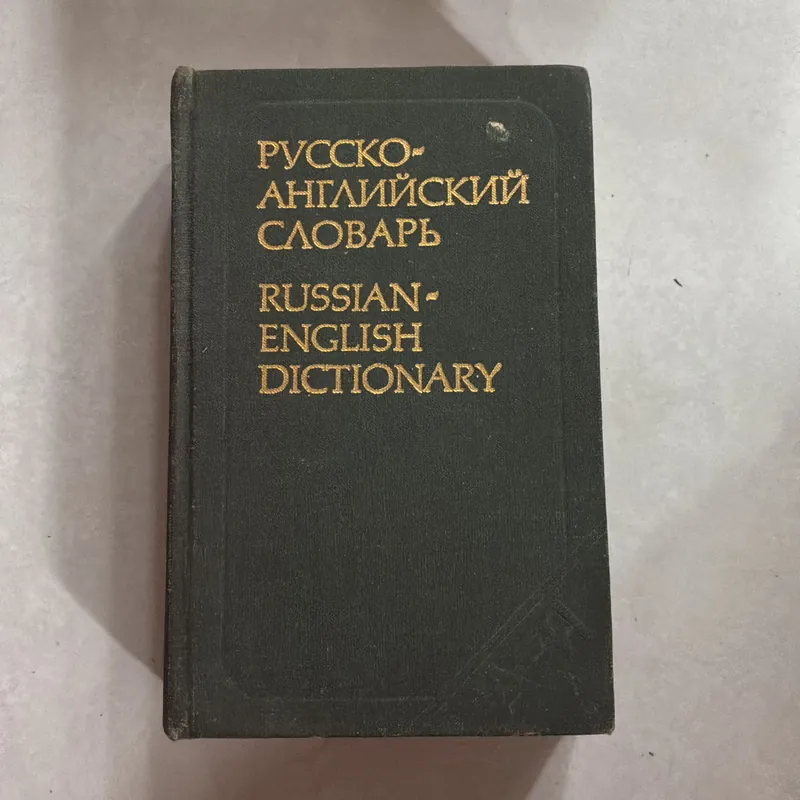 РУССКО-
АНГЛИЙСКИЙ
СЛОВАРЬ
RUSSIAN-
ENGLISH
DICTIONARY